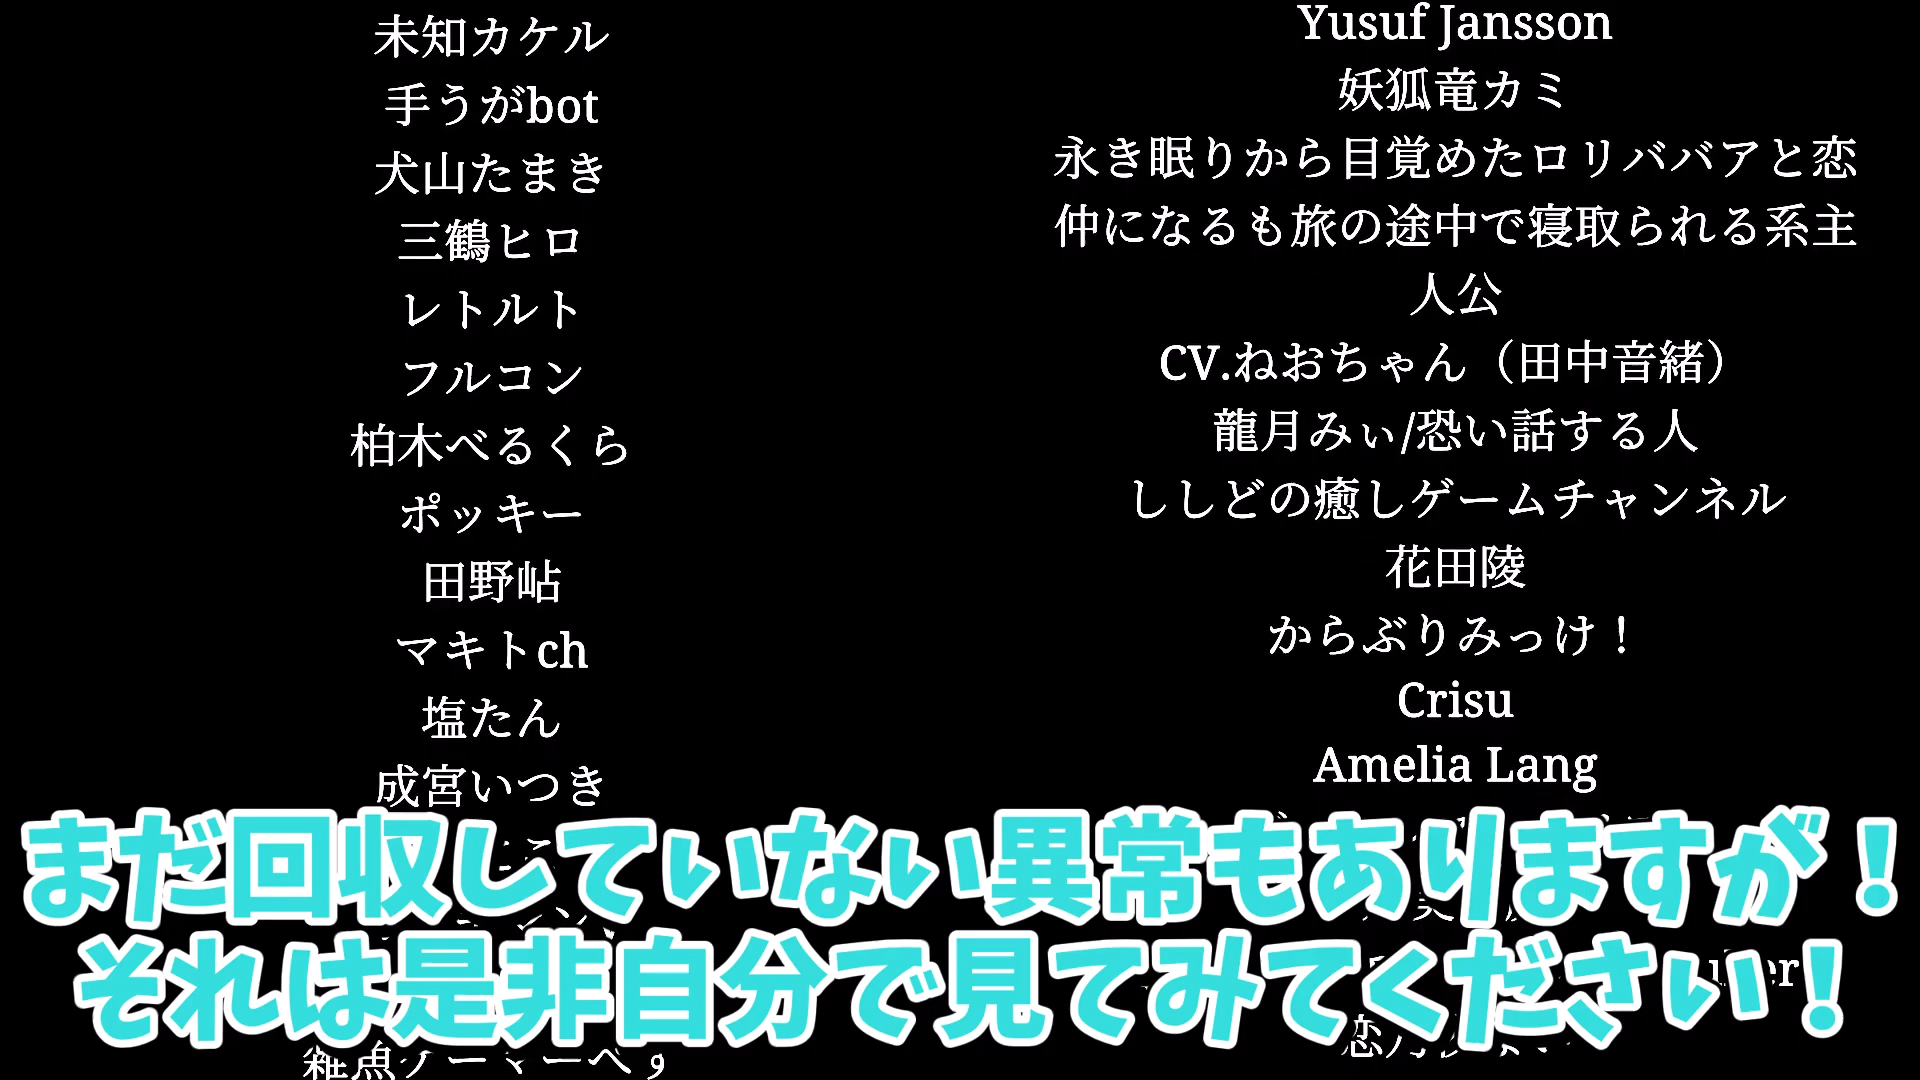 未知カケル
手うがbot
犬山たまき
三鶴ヒロ
レトルト
フルコン
柏木べるくら
ポッキー
田野岾
マキトch
塩たん
成宮いつき
Yusuf Jansson
妖狐竜カミ
永き眠りから目覚めたロリババアと恋
仲になるも旅の途中で寝取られる系主
人公
CV.ねおちゃん（田中音緒）
龍月みぃ/恐い話する人
ししどの癒しゲームチャンネル
花田陵
からぶりみっけ！
Crisu
Amelia Lang
まだ回収していない異常もありますが！
それは是非自分で見てみてください！